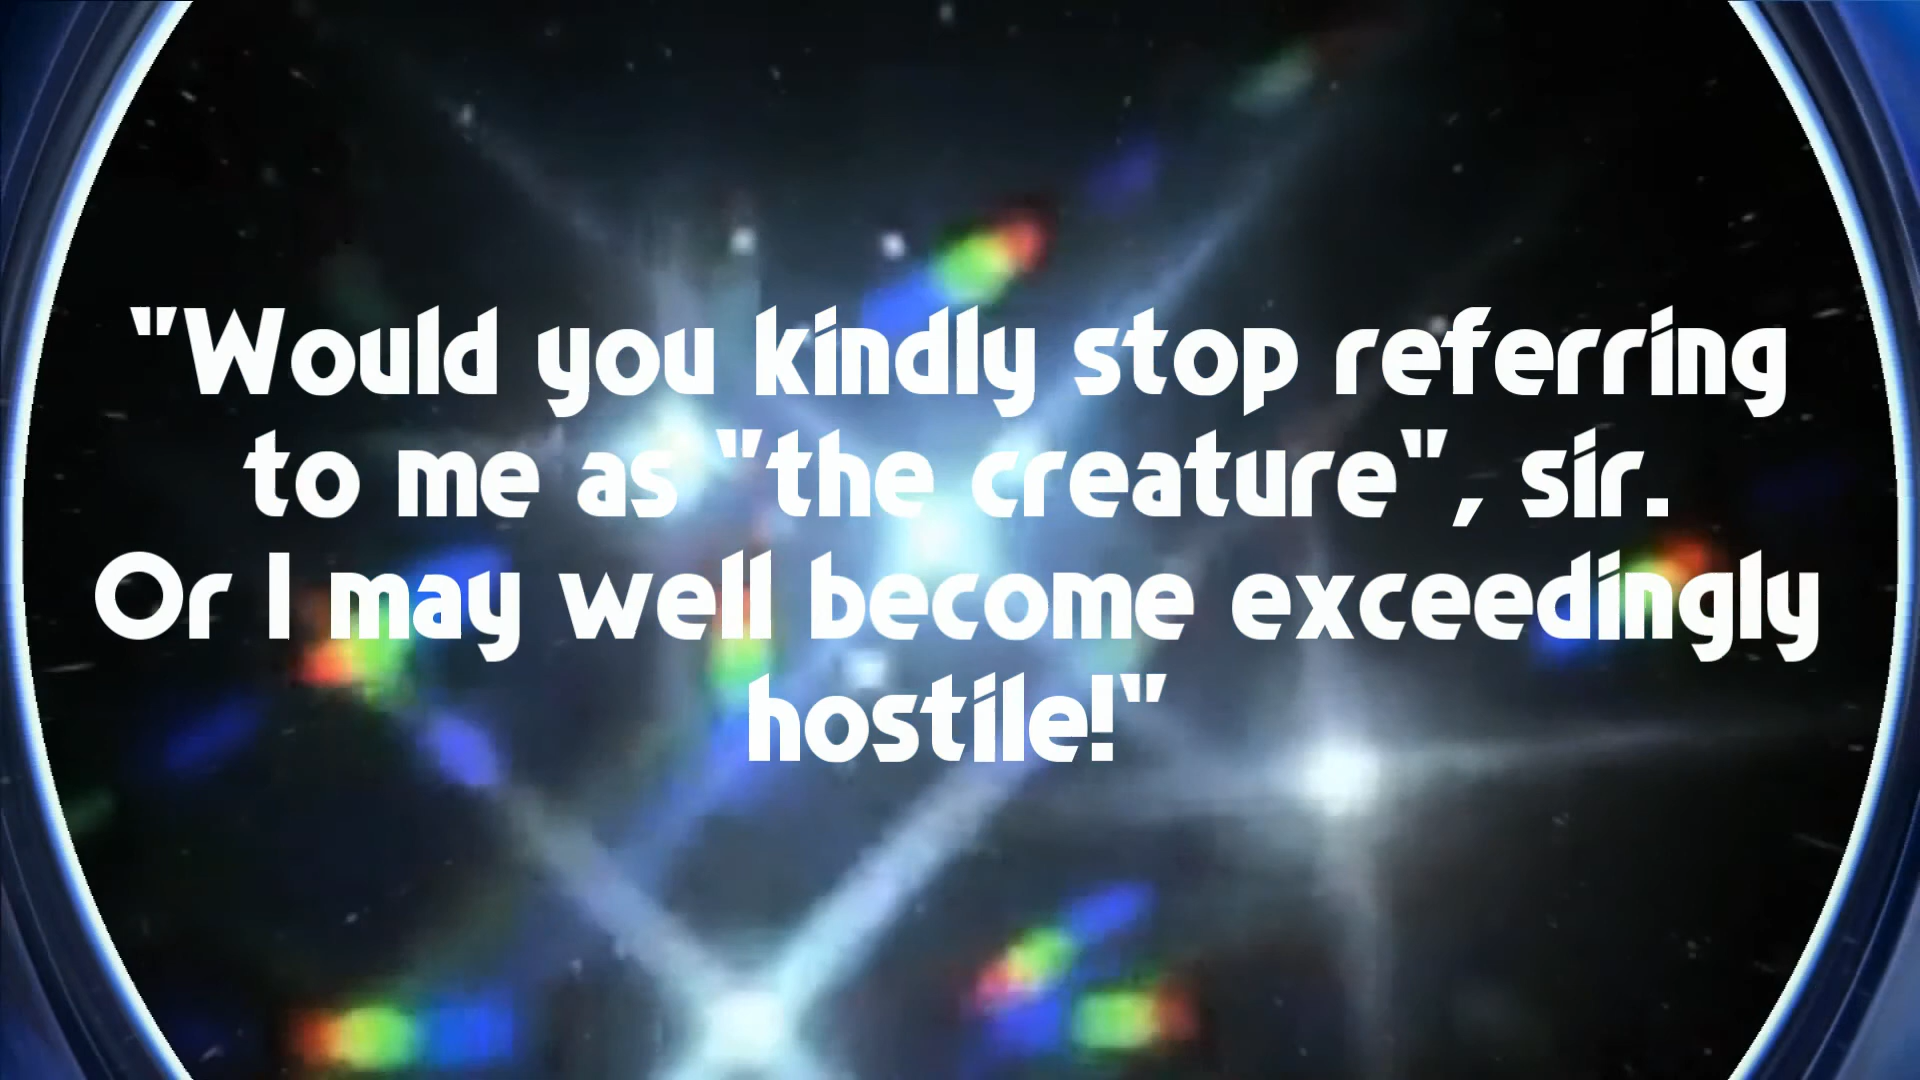 "Would you kindly stop referring
to me as "the creature", sir.
Or I may well become exceedingly
hostile!"